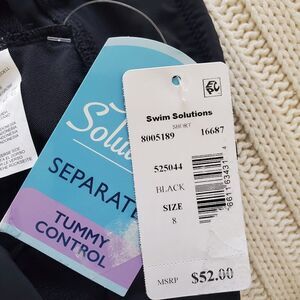 Solu
SEPARATE
TUMMY
CONTROL
Swim Solutions
SHORT
8005189 16687
525044
BLACK
SIZE
8
MSRP $52.00